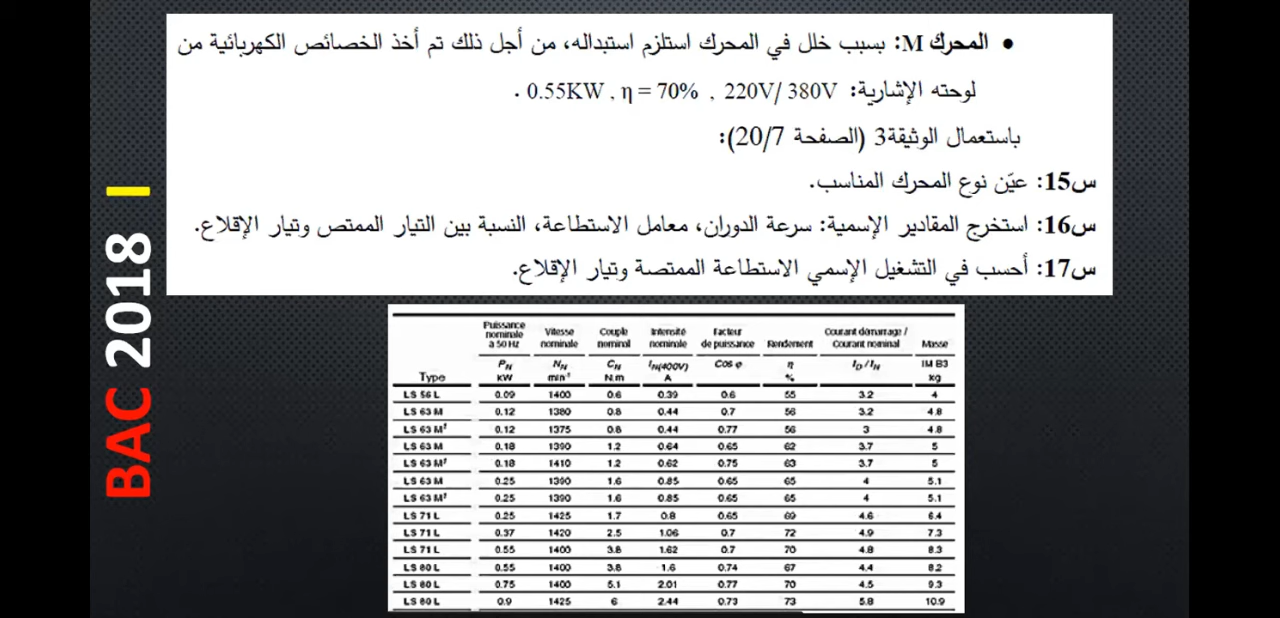 BAC 2018 I
• المحرك M: بسبب خلل في المحرك استلزم استبداله، من أجل ذلك تم أخذ الخصائص الكهربائية من
لوحته الإشارية: 220V/ 380V , η = 70% , 0.55KW .
باستعمال الوثيقة3 (الصفحة 20/7):
س15: عيّن نوع المحرك المناسب.
س16: استخرج المقادير الإسمية: سرعة الدوران، معامل الاستطاعة، النسبة بين التيار الممتص وتيار الإقلاع.
س17: أحسب في التشغيل الإسمي الاستطاعة الممتصة وتيار الإقلاع.
Puissance nominale à 50 Hz Vitesse nominale Couple nominal Intensité nominale Facteur de puissance Rendement Courant démarrage / Courant nominal Masse
Type PN KW NN min-1 CN N.m IN(400V) A Cos φ η % ID / IN IM B3 kg
LS 56 L 0.09 1400 0.6 0.39 0.6 55 3.2 4
LS 63 M 0.12 1380 0.8 0.44 0.7 56 3.2 4.8
LS 63 M 0.12 1375 0.8 0.44 0.77 56 3 4.8
LS 63 M 0.18 1390 1.2 0.64 0.65 62 3.7 5
LS 63 M 0.18 1410 1.2 0.62 0.75 63 3.7 5
LS 63 M 0.25 1390 1.6 0.85 0.65 65 4 5.1
LS 63 M 0.25 1390 1.6 0.85 0.65 65 4 5.1
LS 71 L 0.25 1425 1.7 0.8 0.65 69 4.6 6.4
LS 71 L 0.37 1420 2.5 1.06 0.7 72 4.9 7.3
LS 71 L 0.55 1400 3.8 1.62 0.7 70 4.8 8.3
LS 80 L 0.55 1400 3.8 1.6 0.74 67 4.4 8.2
LS 80 L 0.75 1400 5.1 2.01 0.77 70 4.5 9.3
LS 80 L 0.9 1425 6 2.44 0.73 73 5.8 10.9